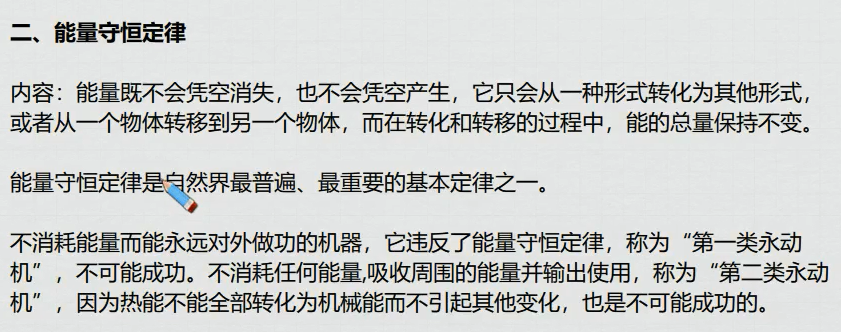 二、能量守恒定律
内容：能量既不会凭空消失，也不会凭空产生，它只会从一种形式转化为其他形式，
或者从一个物体转移到另一个物体，而在转化和转移的过程中，能的总量保持不变。
能量守恒定律是自然界最普遍、最重要的基本定律之一。
不消耗能量而能永远对外做功的机器，它违反了能量守恒定律，称为“第一类永动
机”，不可能成功。不消耗任何能量,吸收周围的能量并输出使用，称为“第二类永动
机”，因为热能不能全部转化为机械能而不引起其他变化，也是不可能成功的。